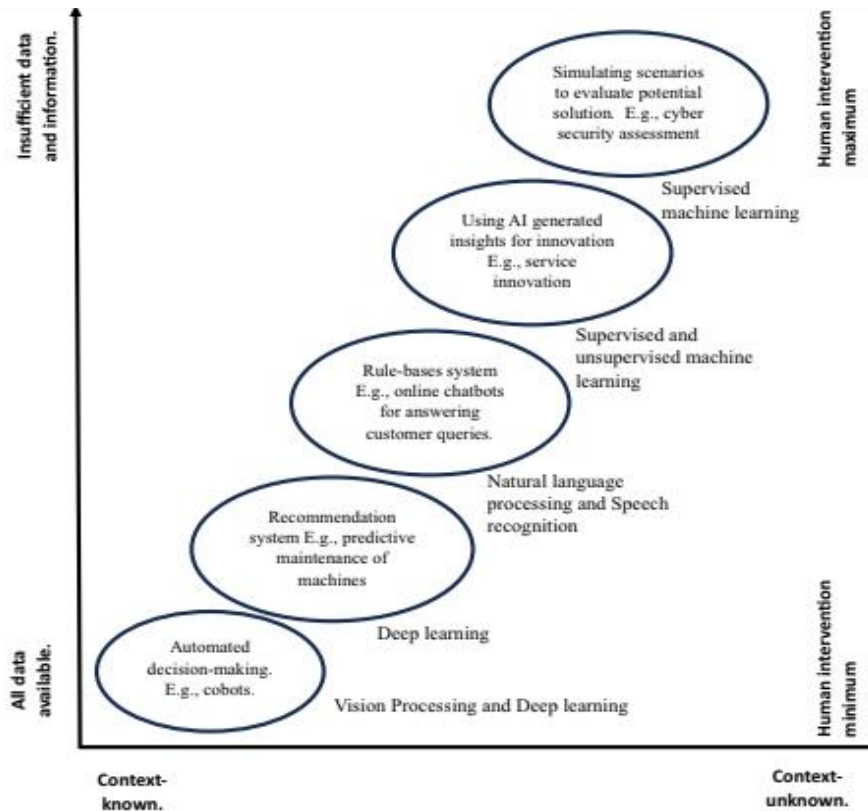 Insufficient data
and information.
Simulating scenarios
to evaluate potential
solution. E.g., cyber
security assessment
Human intervention
maximum
Supervised
machine learning
Using AI generated
insights for innovation
E.g., service
innovation
Supervised and
unsupervised machine
learning
Rule-bases system
E.g., online chatbots
for answering
customer queries.
Natural language
processing and Speech
recognition
Recommendation
system E.g., predictive
maintenance of
machines
Deep learning
All data
available.
Automated
decision-making.
E.g., cobots.
Vision Processing and Deep learning
Human intervention
minimum
Context-
known.
Context-
unknown.